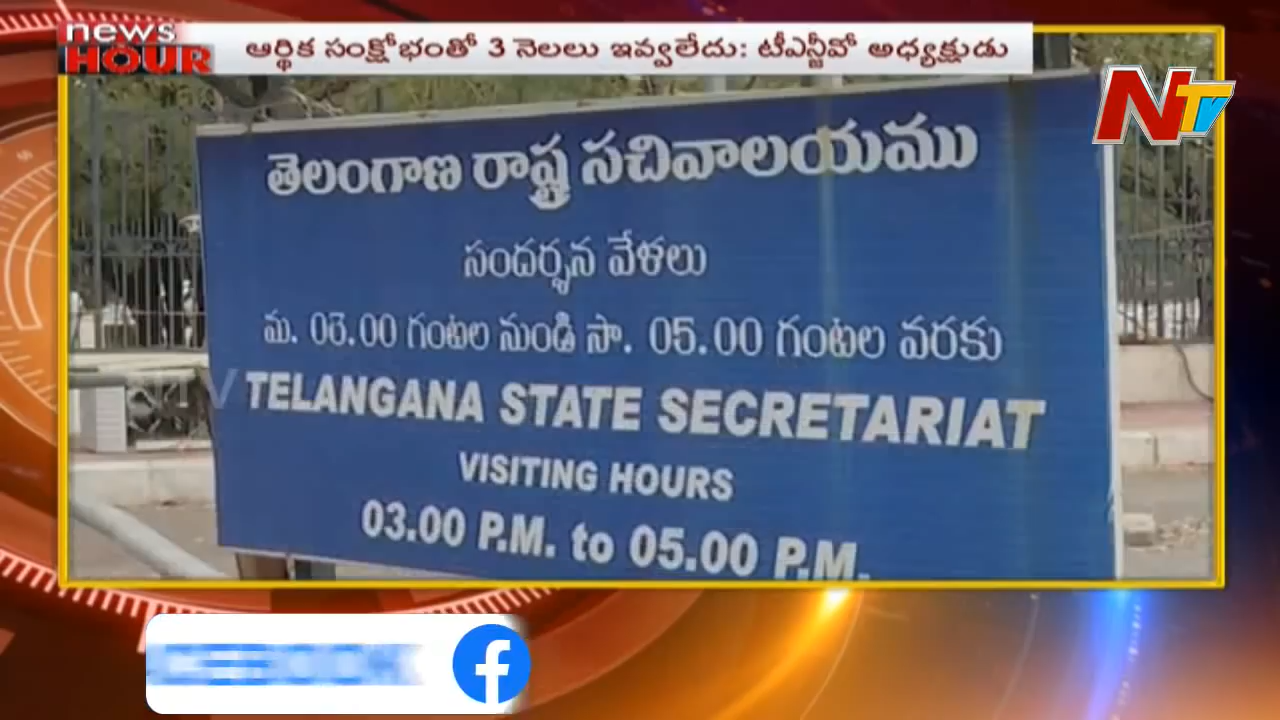 news
HOUR
ఆర్థిక సంక్షోభంతో 3 నెలలు ఇవ్వలేదు: టీఎన్జీవో అధ్యక్షుడు
NTV
తెలంగాణ రాష్ట్ర సచివాలయము
సందర్శన వేళలు
మ. 03.00 గంటల నుండి సా. 05.00 గంటల వరకు
NTV
TELANGANA STATE SECRETARIAT
VISITING HOURS
03.00 P.M. to 05.00 P.M.